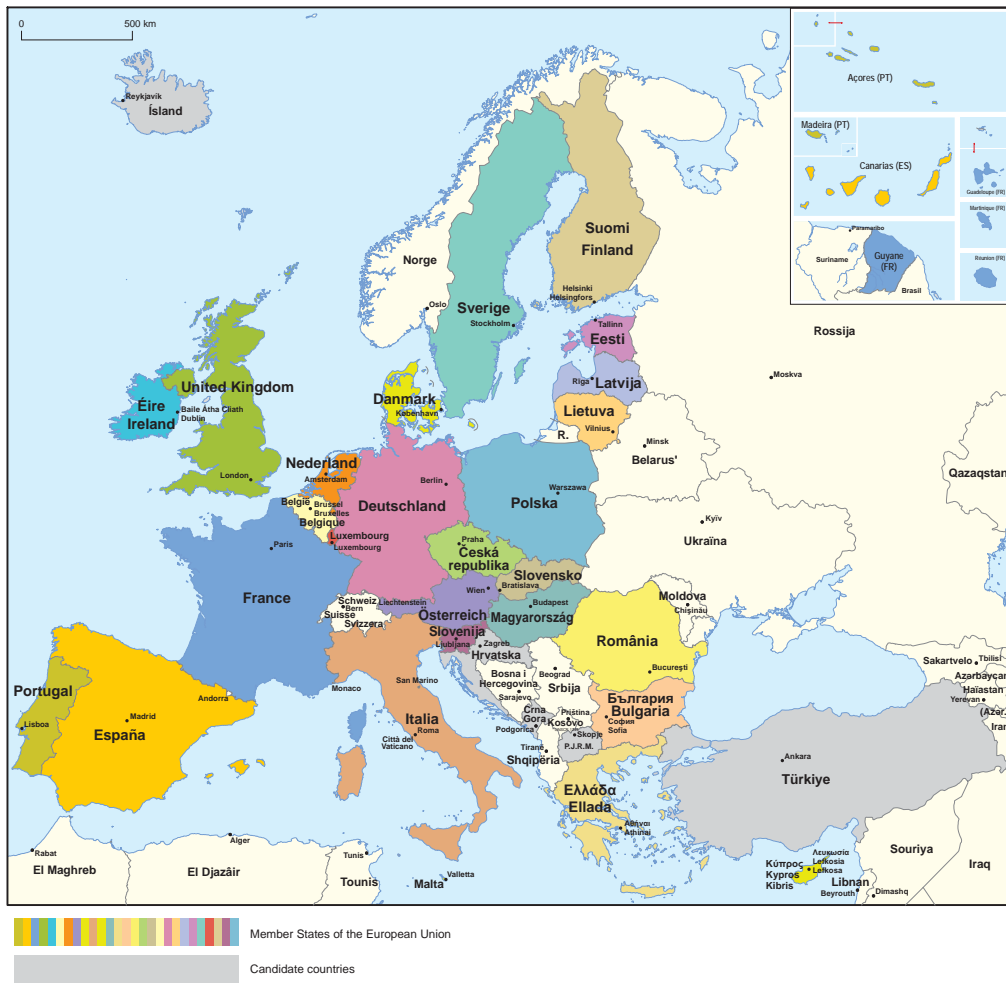 0 500 km
Reykjavík
Ísland
Açores (PT)
Madeira (PT)
Canarias (ES)
Guadeloupe (FR)
Martinique (FR)
Réunion (FR)
Paramaribo
Suriname
Guyane
(FR)
Brasil
Norge
Oslo
Suomi
Finland
Helsinki
Helsingfors
Sverige
Stockholm
Tallinn
Eesti
Rīga
Latvija
Lietuva
Vilnius
R.
Rossija
Moskva
Minsk
Belarus'
Qazaqstan
United Kingdom
Éire
Ireland
Baile Átha Cliath
Dublin
London
Danmark
København
Nederland
Amsterdam
België
Brussel
Bruxelles
Belgique
Luxembourg
Luxembourg
Berlin
Deutschland
Warszawa
Polska
Kyïv
Ukraïna
Paris
France
Praha
Česká
republika
Slovensko
Bratislava
Wien
Österreich
Liechtenstein
Schweiz
Bern
Suisse
Svizzera
Budapest
Magyarország
Moldova
Chişinău
România
Bucureşti
Slovenija
Ljubljana
Zagreb
Hrvatska
Bosna i
Hercegovina
Sarajevo
Beograd
Srbija
Crna
Gora
Podgorica
Priština
Kosovo
Skopje
P.J.R.M.
Tiranë
Shqipëria
България
Bulgaria
София
Sofia
Portugal
Lisboa
Madrid
España
Andorra
Monaco
San Marino
Italia
Roma
Città del
Vaticano
Ελλάδα
Ellada
Αθήναι
Athinai
Ankara
Türkiye
Sakartvelo
Tbilisi
Azərbaycan
Haïastan
Yerevan
(Azər.)
Iran
Rabat
El Maghreb
Alger
El Djazâir
Tunis
Tounis
Valletta
Malta
Κύπρος
Kypros
Kibris
Λευκωσία
Lefkosia
Lefkosa
Libnan
Beyrouth
Souriya
Dimashq
Iraq
Member States of the European Union
Candidate countries